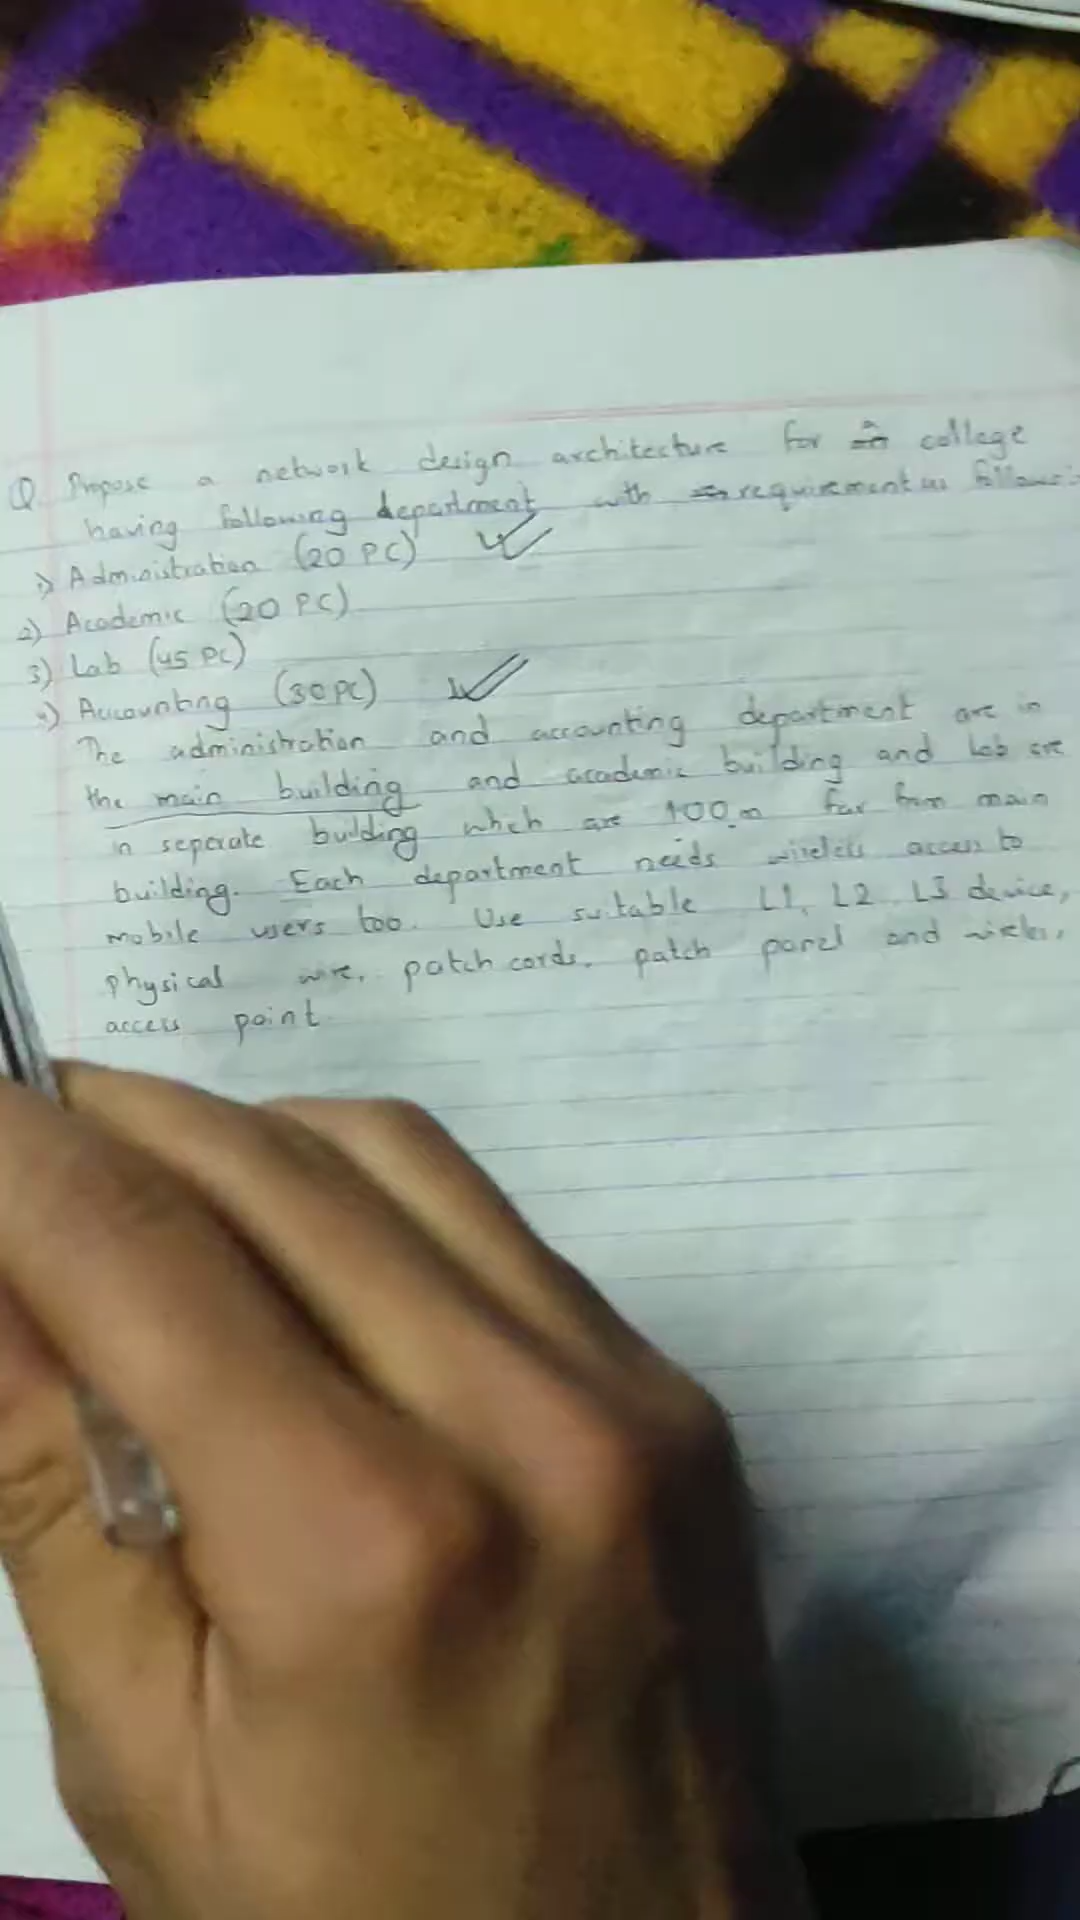 Q. Propose a network design architecture for a college
having following department with requirement as follows:
1) Administration (20 PC)
2) Academic (20 PC)
3) Lab (45 PC)
4) Accounting (30 PC)
The administration and accounting department are in
the main building and academic building and Lab are
in seperate building which are 100m far from main
building. Each department needs wireless access to
mobile users too. Use suitable L1, L2, L3 device,
physical wire, patch cords, patch panel and wireless
access point.